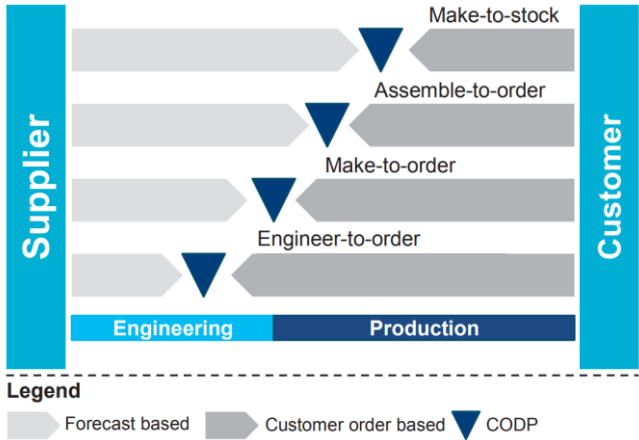 Supplier
Make-to-stock
Assemble-to-order
Make-to-order
Engineer-to-order
Customer
Engineering
Production
Legend
Forecast based
Customer order based
CODP